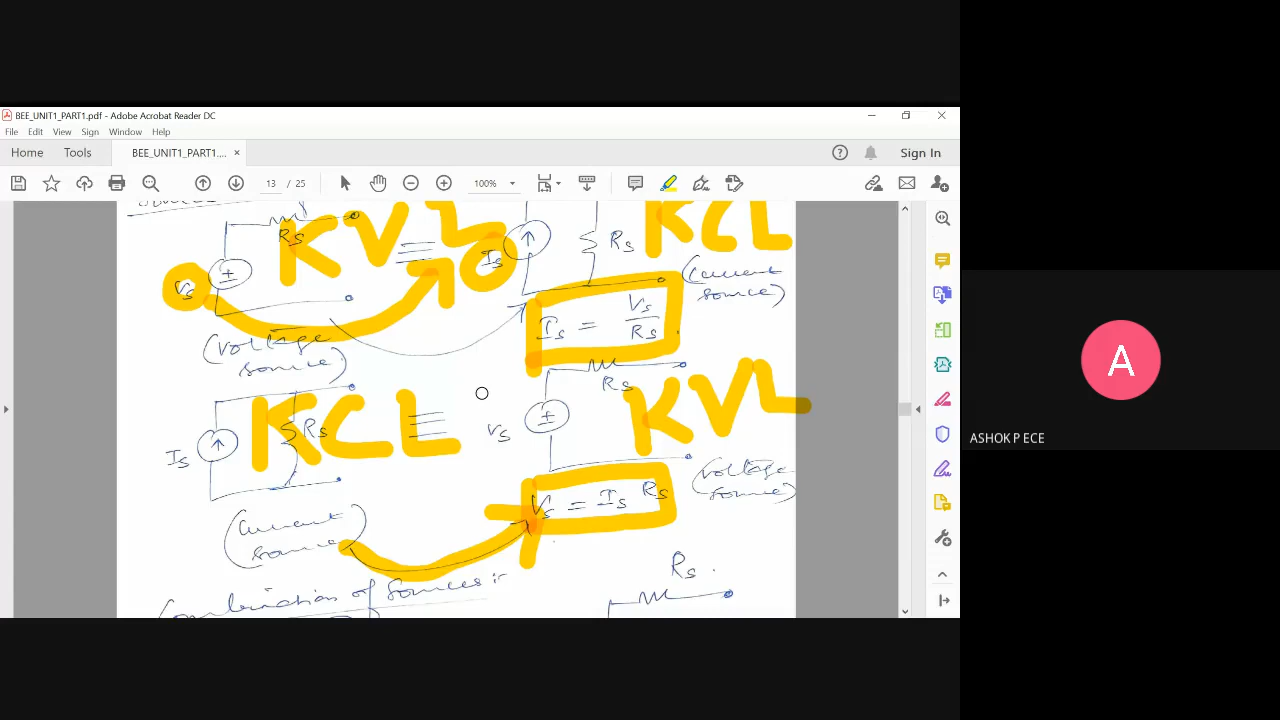 BEE_UNIT1_PART1.pdf - Adobe Acrobat Reader DC
File Edit View Window Sign Help
Home Tools BEE_UNIT1_PART1.... × Sign In
13 / 25 100%
Rs KVL Is Rs KCL
Vs
(Current
source)
Is = Vs / Rs
(Voltage
source)
Rs
KCL Rs KVL
Vs
Is
(Voltage
source)
Vs = Is Rs
(Current
source)
Rs
Combination of Sources :-
A
ASHOK P ECE